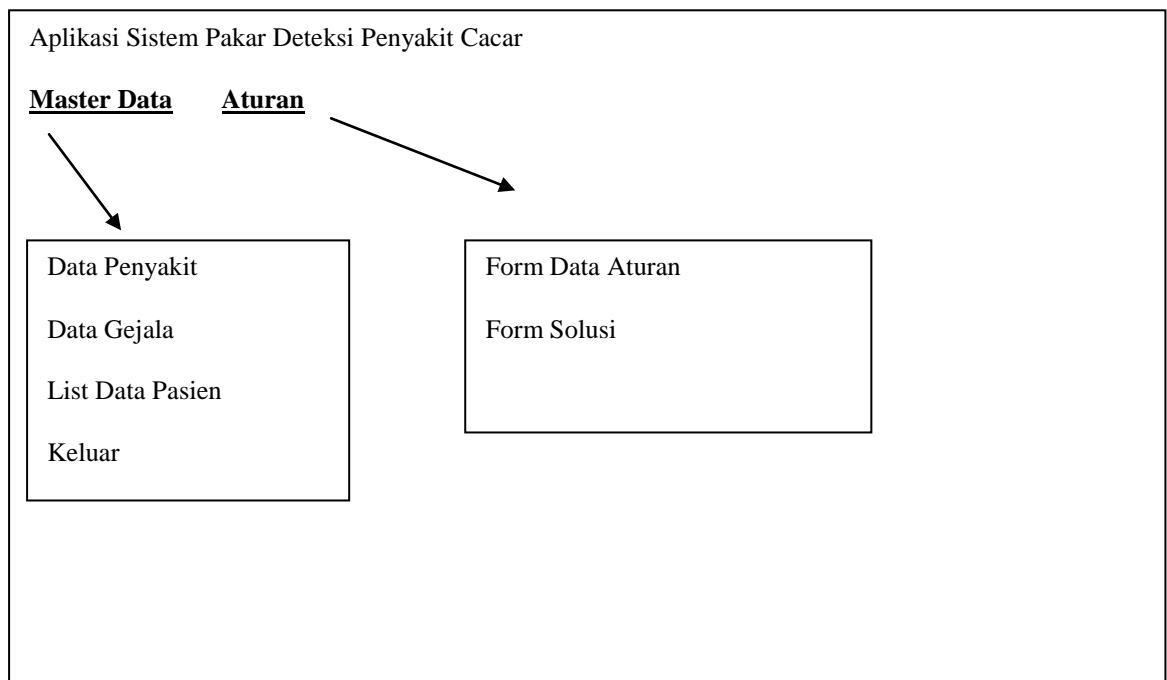 Aplikasi Sistem Pakar Deteksi Penyakit Cacar
Master Data Aturan
Data Penyakit
Data Gejala
List Data Pasien
Keluar
Form Data Aturan
Form Solusi